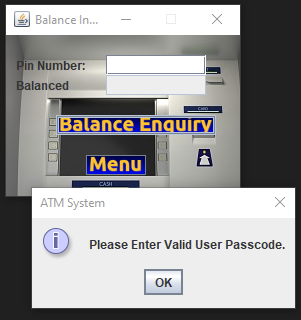 Balance In...
Pin Number:
Balanced
CARD
Balance Enquiry
Menu
CASH
ATM System
Please Enter Valid User Passcode.
OK